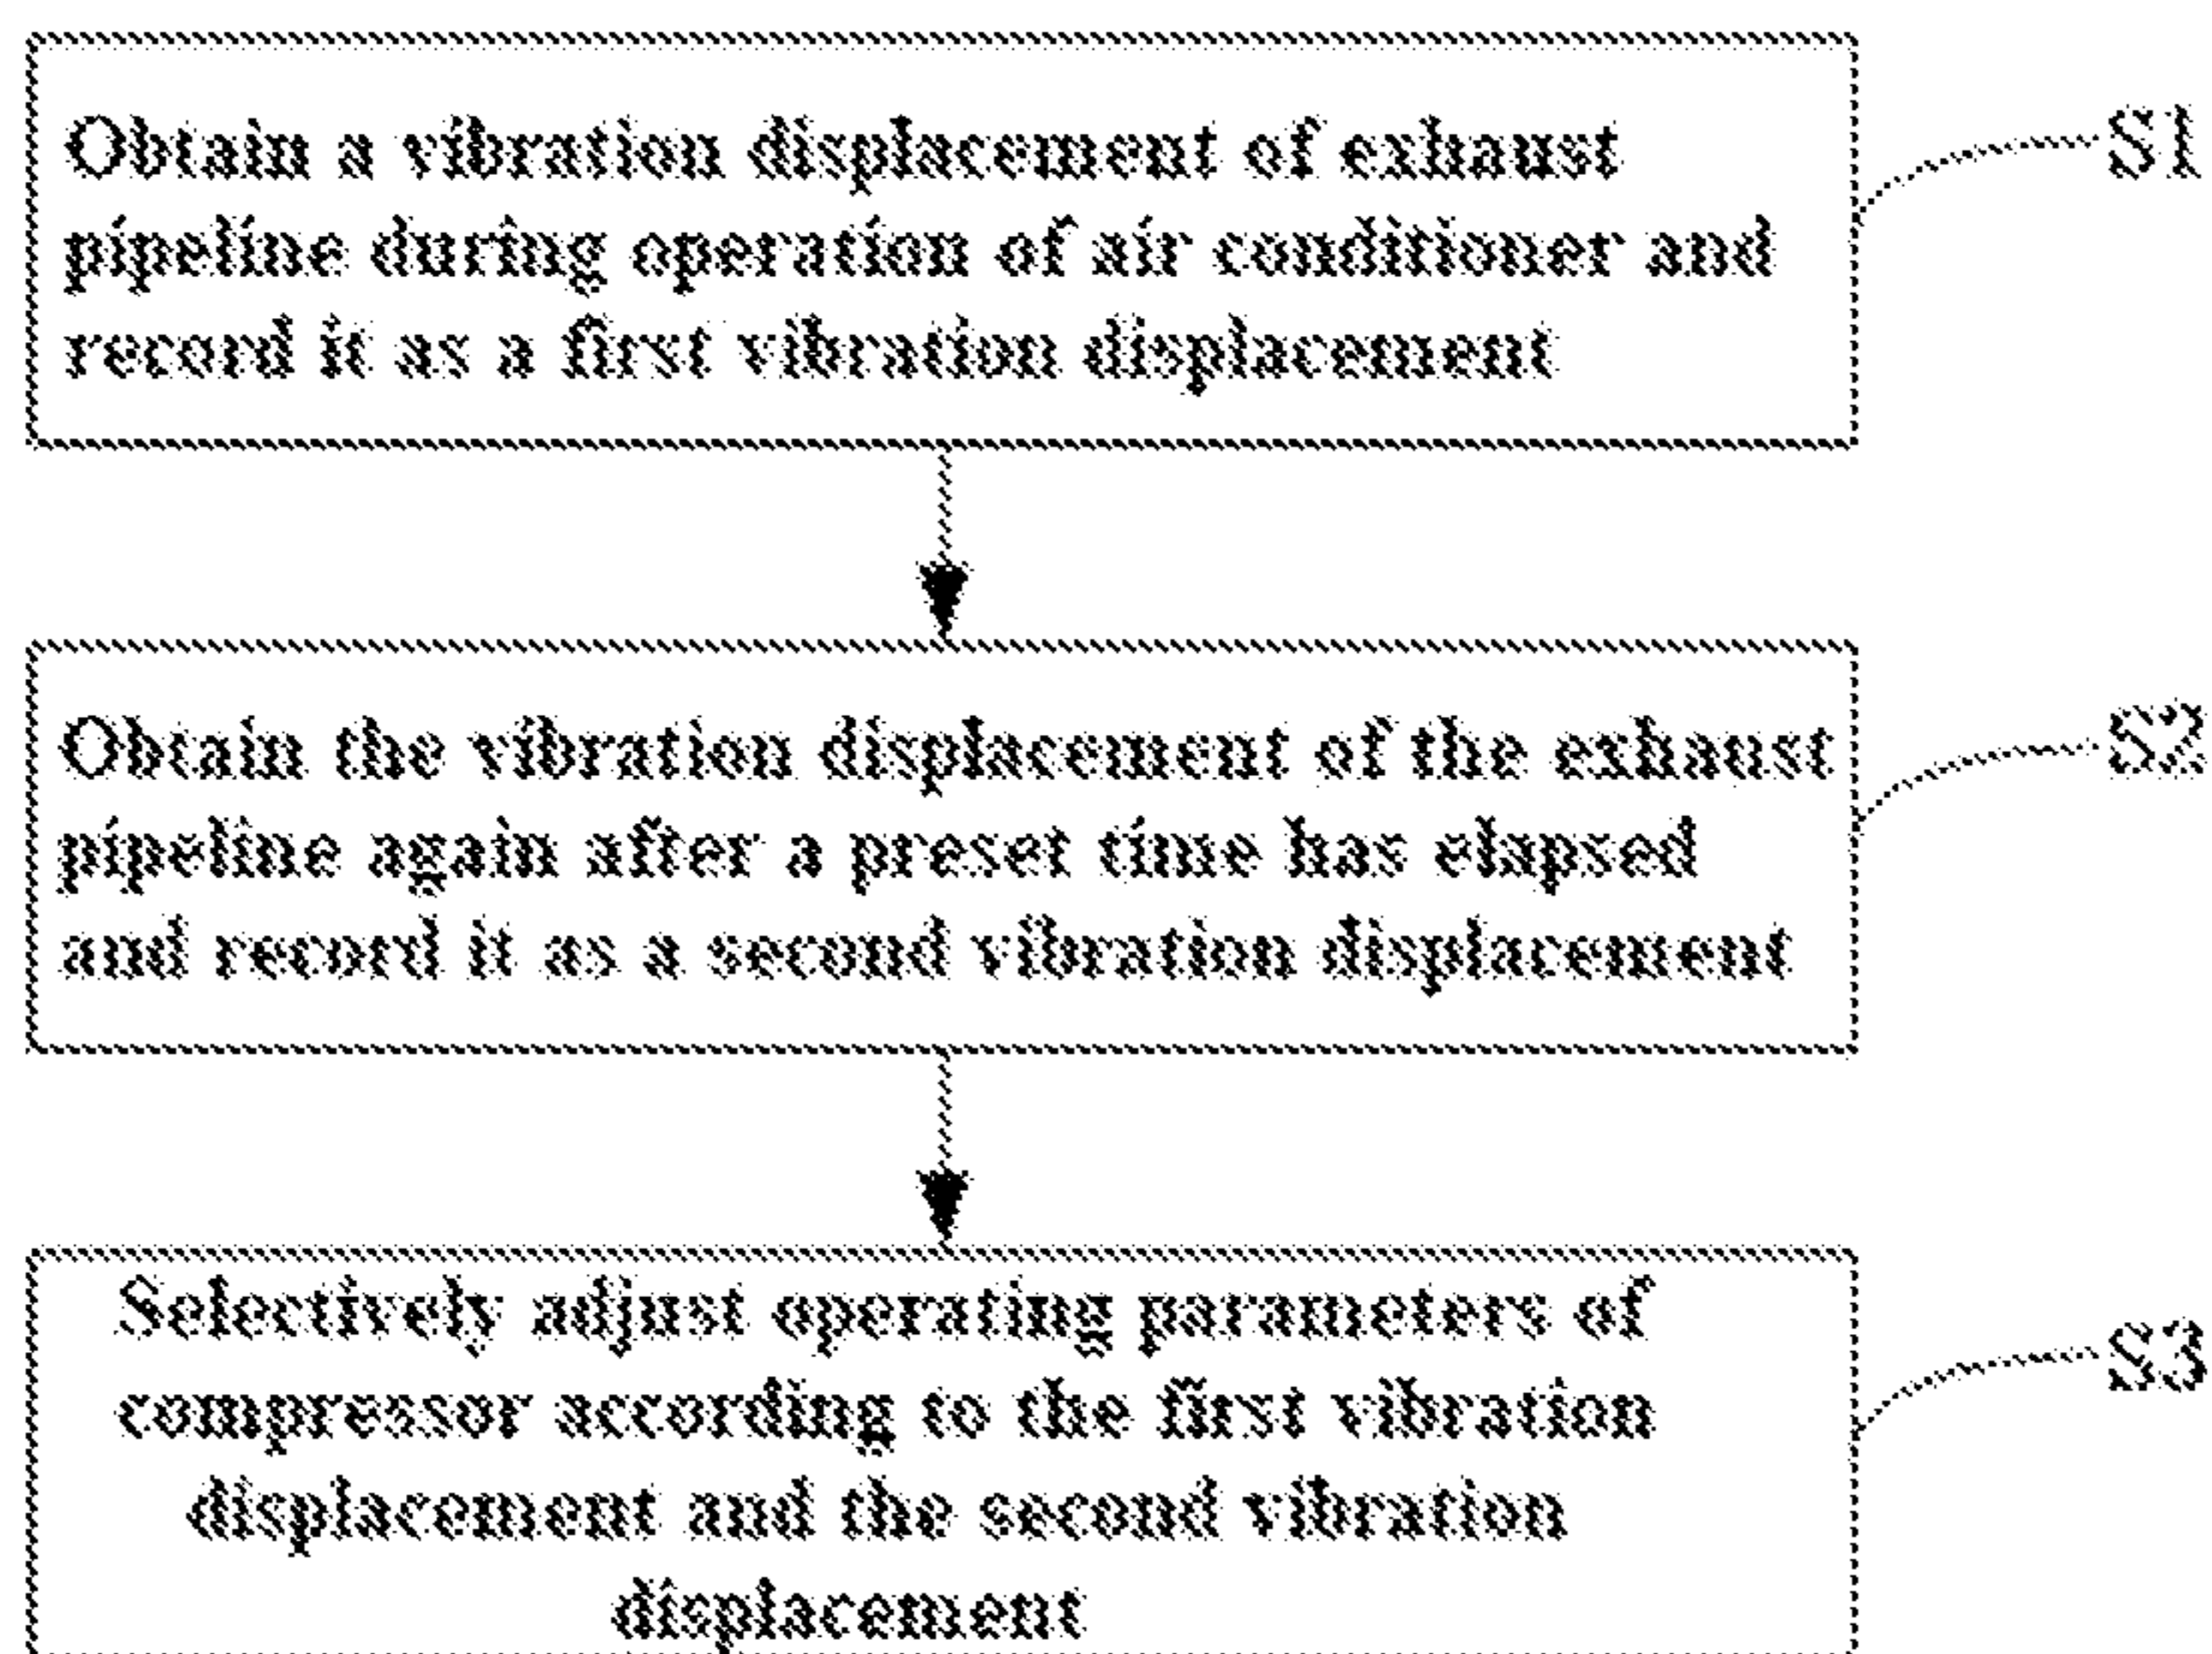 Obtain a vibration displacement of exhaust
pipeline during operation of air conditioner and
record it as a first vibration displacement
S1
Obtain the vibration displacement of the exhaust
pipeline again after a preset time has elapsed
and record it as a second vibration displacement
S2
Selectively adjust operating parameters of
compressor according to the first vibration
displacement and the second vibration
displacement
S3